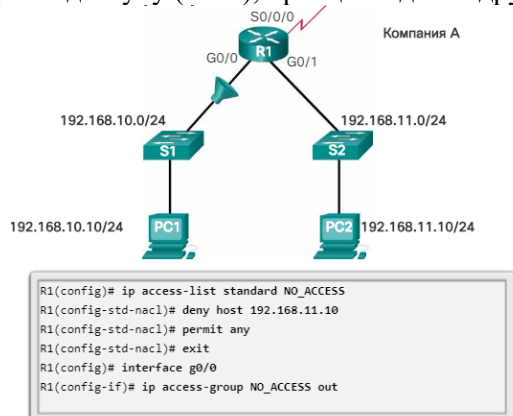 S0/0/0
Компания А
R1
G0/0
G0/1
192.168.10.0/24
192.168.11.0/24
S1
S2
192.168.10.10/24
PC1
PC2
192.168.11.10/24
R1(config)# ip access-list standard NO_ACCESS
R1(config-std-nacl)# deny host 192.168.11.10
R1(config-std-nacl)# permit any
R1(config-std-nacl)# exit
R1(config)# interface g0/0
R1(config-if)# ip access-group NO_ACCESS out